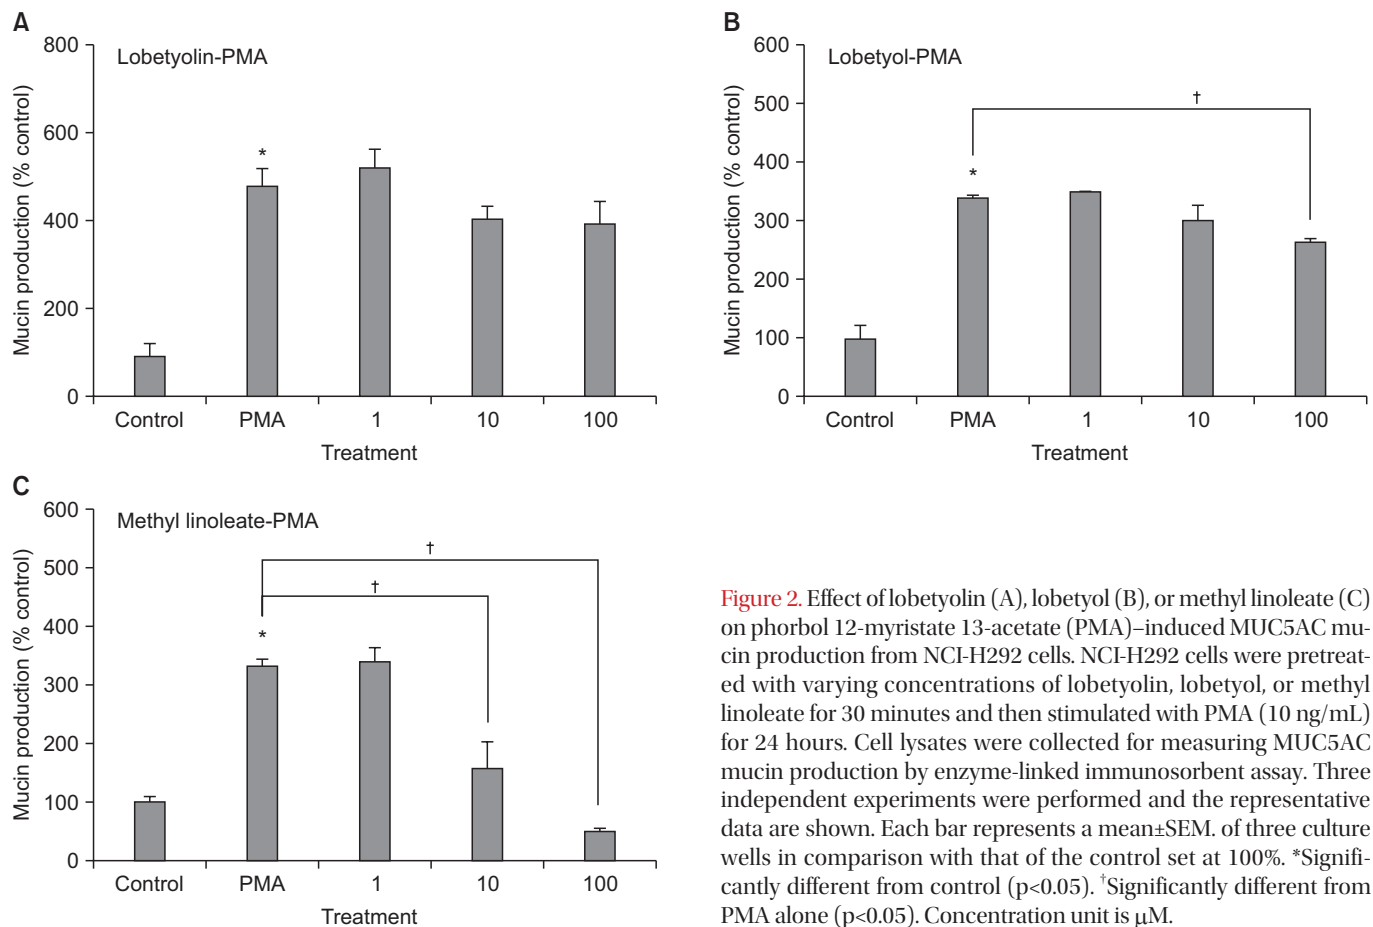 A
Lobetyolin-PMA
Mucin production (% control)
800
600
400
200
0
*
Control PMA 1 10 100
Treatment
B
Lobetyol-PMA
Mucin production (% control)
600
500
400
300
200
100
0
*
†
Control PMA 1 10 100
Treatment
C
Methyl linoleate-PMA
Mucin production (% control)
600
500
400
300
200
100
0
†
†
*
Control PMA 1 10 100
Treatment
Figure 2. Effect of lobetyolin (A), lobetyol (B), or methyl linoleate (C)
on phorbol 12-myristate 13-acetate (PMA)–induced MUC5AC mu-
cin production from NCI-H292 cells. NCI-H292 cells were pretreat-
ed with varying concentrations of lobetyolin, lobetyol, or methyl
linoleate for 30 minutes and then stimulated with PMA (10 ng/mL)
for 24 hours. Cell lysates were collected for measuring MUC5AC
mucin production by enzyme-linked immunosorbent assay. Three
independent experiments were performed and the representative
data are shown. Each bar represents a mean±SEM. of three culture
wells in comparison with that of the control set at 100%. *Signifi-
cantly different from control (p<0.05). †Significantly different from
PMA alone (p<0.05). Concentration unit is μM.